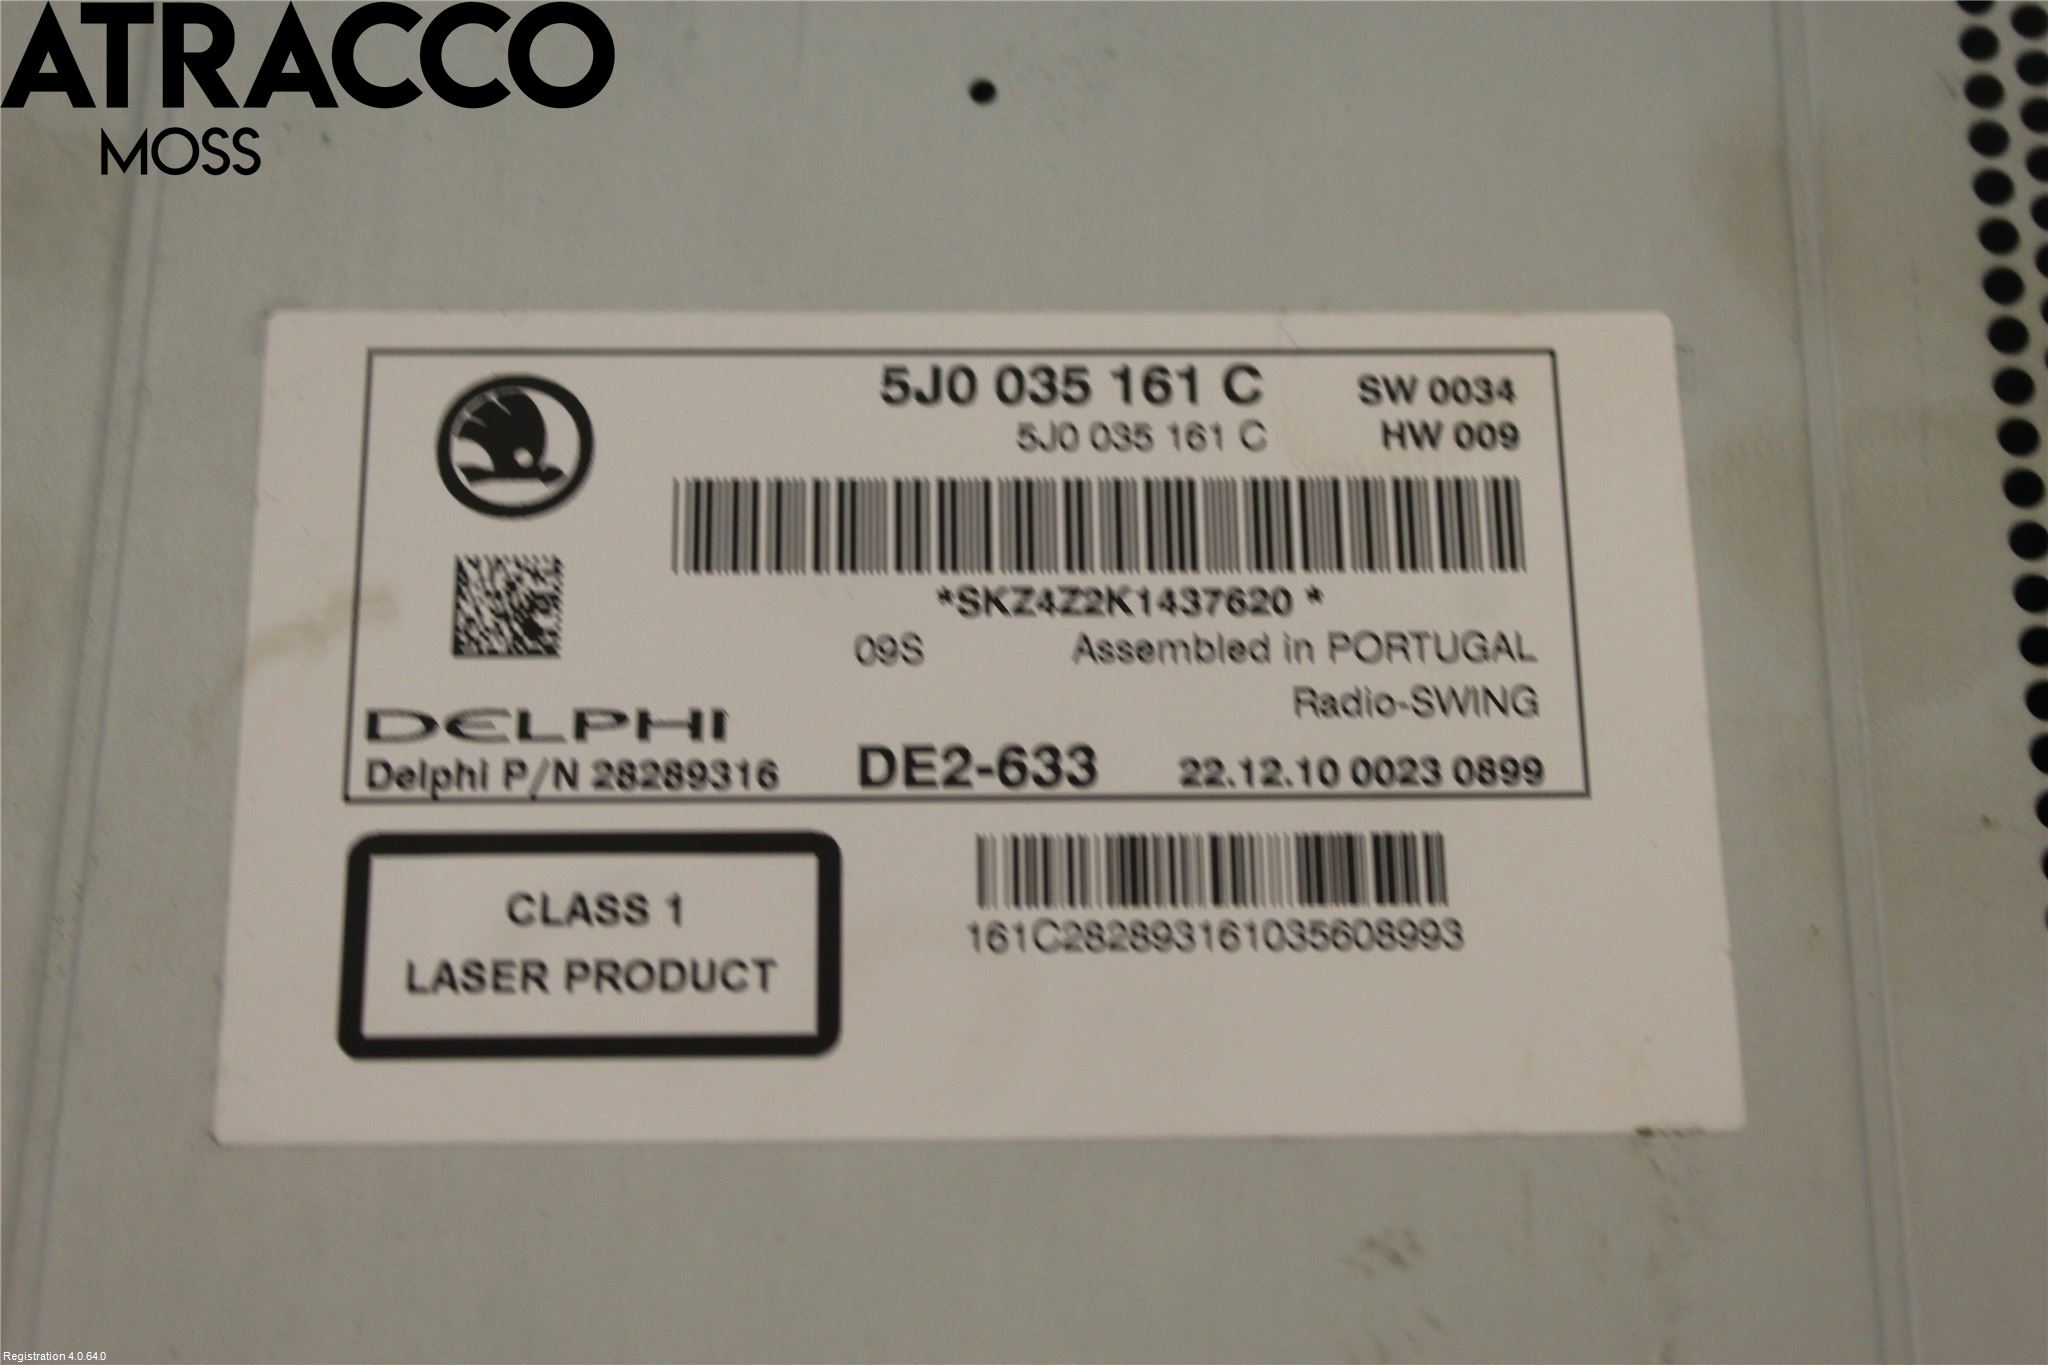 ATRACCO
MOSS
5J0 035 161 C SW 0034
5J0 035 161 C HW 009
*SKZ4Z2K1437620 *
09S Assembled in PORTUGAL
Radio-SWING
DELPHI
Delphi P/N 28289316 DE2-633 22.12.10 0023 0899
CLASS 1
LASER PRODUCT
161C282893161035608993
Registration 4.0.64.0